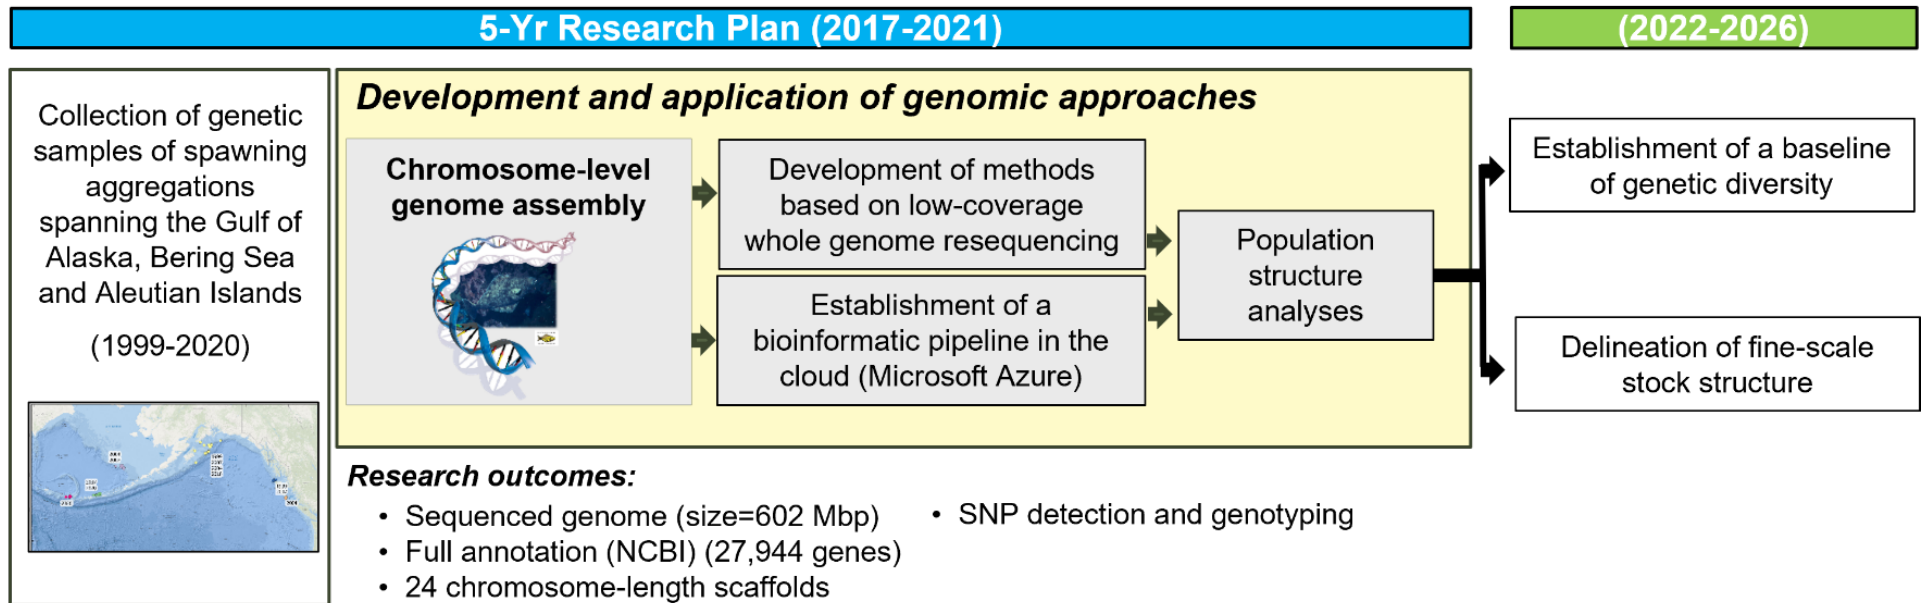 5-Yr Research Plan (2017-2021)
(2022-2026)
Collection of genetic
samples of spawning
aggregations
spanning the Gulf of
Alaska, Bering Sea
and Aleutian Islands
(1999-2020)
Development and application of genomic approaches
Chromosome-level
genome assembly
Development of methods
based on low-coverage
whole genome resequencing
Establishment of a
bioinformatic pipeline in the
cloud (Microsoft Azure)
Population
structure
analyses
Establishment of a baseline
of genetic diversity
Delineation of fine-scale
stock structure
Research outcomes:
• Sequenced genome (size=602 Mbp)
• Full annotation (NCBI) (27,944 genes)
• 24 chromosome-length scaffolds
• SNP detection and genotyping